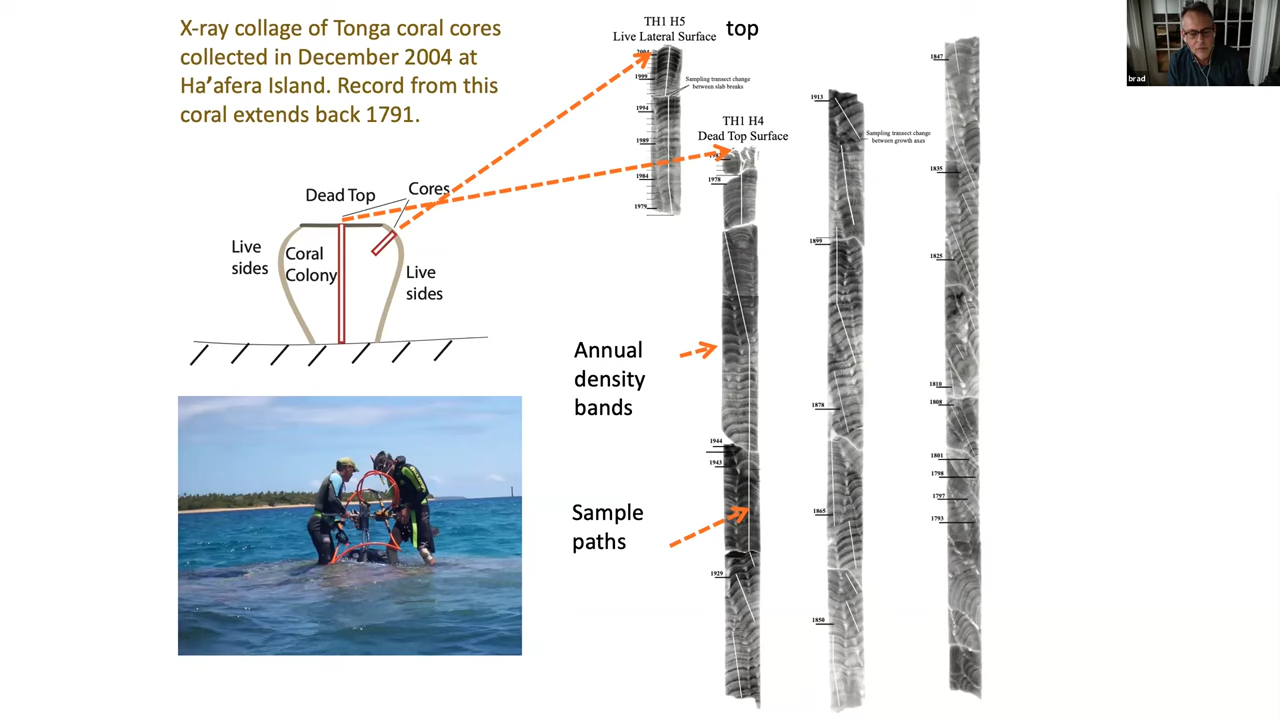 X-ray collage of Tonga coral cores
collected in December 2004 at
Ha’afera Island. Record from this
coral extends back 1791.
Dead Top
Cores
Live
sides
Coral
Colony
Live
sides
TH1 H5
Live Lateral Surface
top
2004
1999
Sampling transect change
between slab breaks
1994
1989
1984
1979
TH1 H4
Dead Top Surface
1978
Annual
density
bands
1944
1943
Sample
paths
1929
1913
Sampling transect change
between growth axes
1899
1878
1865
1850
1847
1835
1825
1810
1808
1801
1798
1797
1793
brad